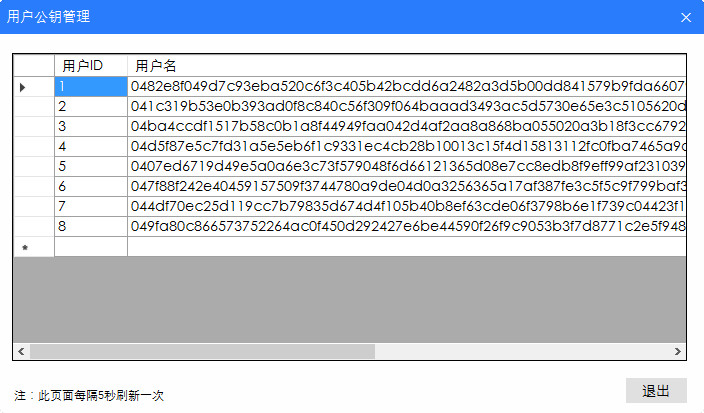 用户公钥管理
用户ID 用户名
1 0482e8f049d7c93eba520c6f3c405b42bcdd6a2482a3d5b00dd841579b9fda6607
2 041c319b53e0b393ad0f8c840c56f309f064baaad3493ac5d5730e65e3c5105620d
3 04ba4ccdf1517b58c0b1a8f44949faa042d4af2aa8a868ba055020a3b18f3cc6792
4 04d5f87e5c7fd31a5e5eb6f1c9331ec4cb28b10013c15f4d15813112fc0fba7465a9c
5 0407ed6719d49e5a0a6e3c73f579048f6d66121365d08e7cc8edb8f9eff99af231039
6 047f88f242e40459157509f3744780a9de04d0a3256365a17af387fe3c5f5c9f799baf3
7 044df70ec25d119cc7b79835d674d4f105b40b8ef63cde06f3798b6e1f739c04423f1
8 049fa80c866573752264ac0f450d292427e6be44590f26f9c9053b3f7d8771c2e5f948
注：此页面每隔5秒刷新一次
退出